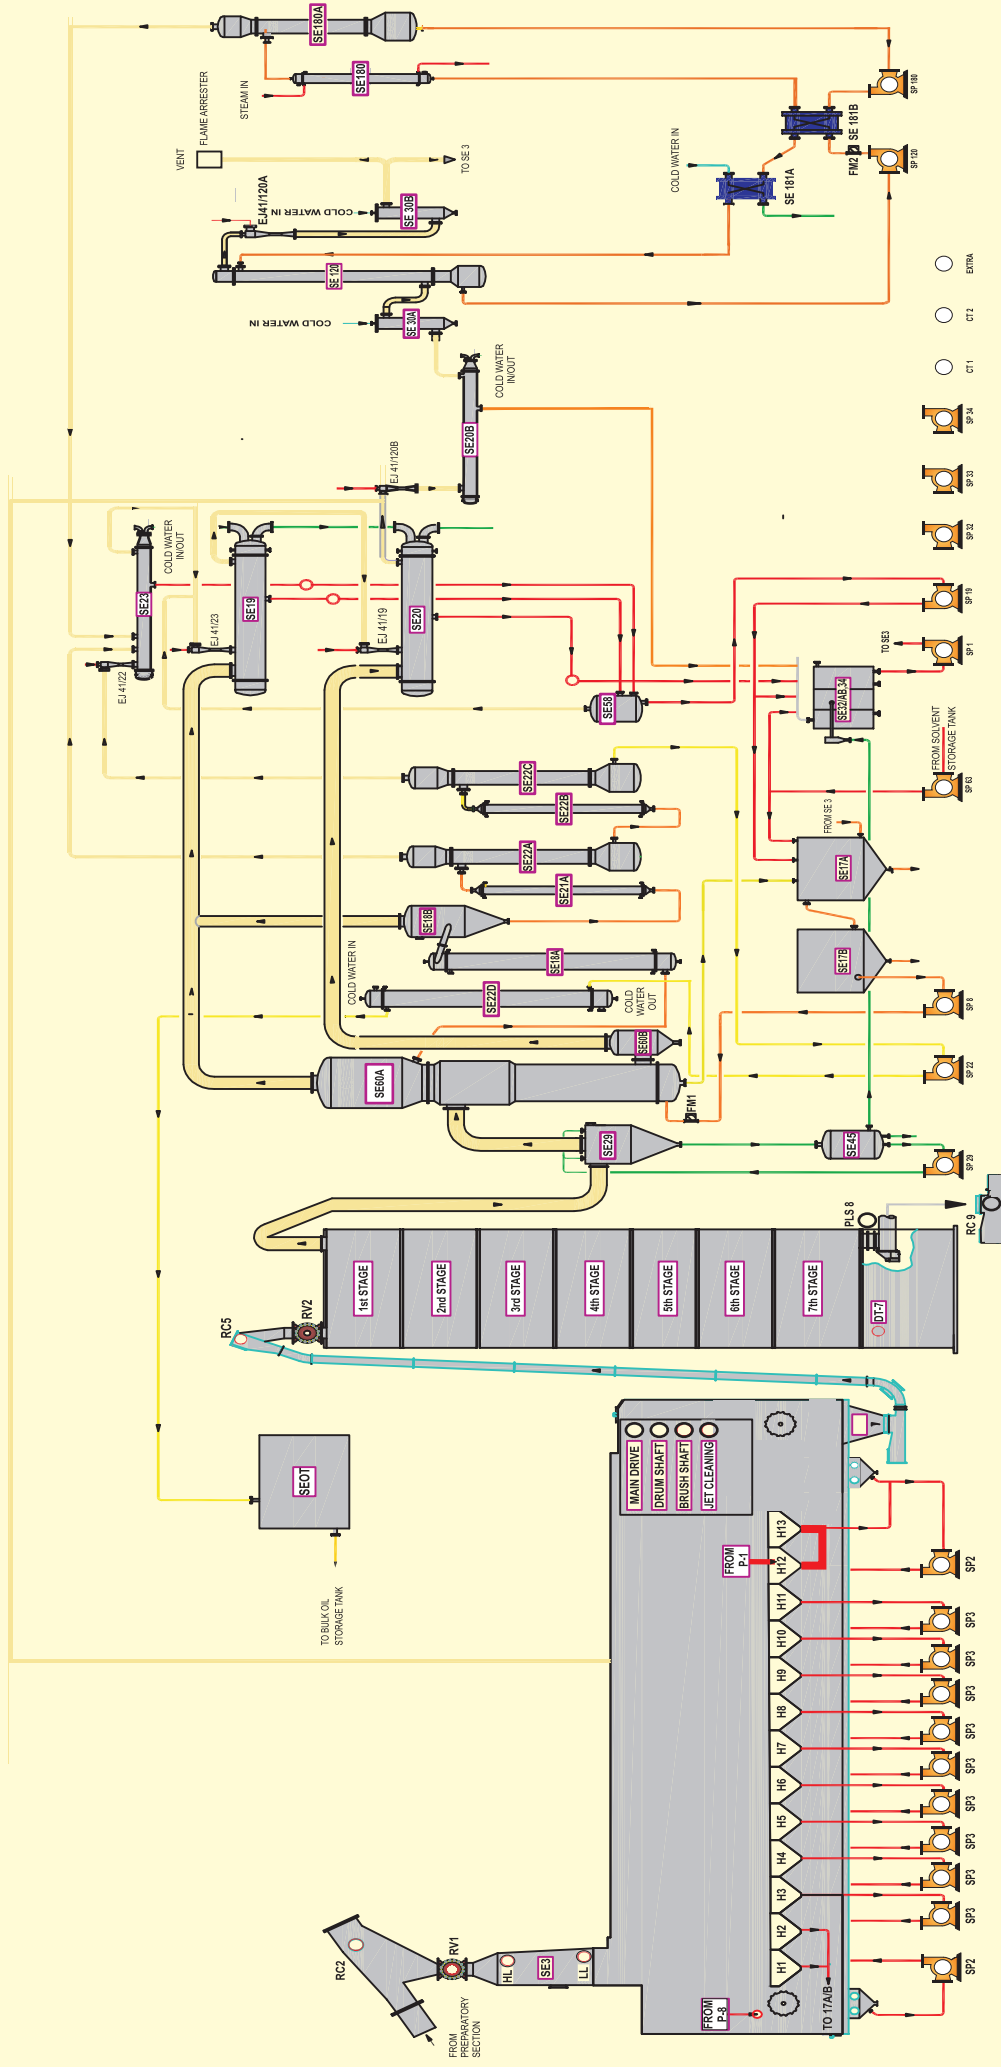 SE180A
SE180
STEAM IN
FLAME ARRESTER
VENT
TO SE 3
SE 30B
COLD WATER IN
EJ41/120A
SE 120
SE 30A
COLD WATER IN
COLD WATER IN
SE 181A
SE 181B
FM2
SP 180
SP 120
EXTRA
CT 2
CT 1
SP 34
SP 33
SP 32
SP 19
SP 1
TO SE3
SP 63
FROM SOLVENT
STORAGE TANK
SP 8
SP 22
SP 29
COLD WATER
IN/OUT
SE20B
EJ 41/120B
COLD WATER
IN/OUT
SE23
EJ 41/22
EJ 41/23
SE19
EJ 41/19
SE20
SE58
SE32/AB,34
SE22C
SE22B
SE22A
SE21A
SE18B
SE18A
COLD WATER IN
SE22D
COLD
WATER
OUT
SE60B
SE60A
FM1
FROM SE 3
SE17A
SE17B
SE29
SE45
RC 9
PLS 8
1st STAGE
2nd STAGE
3rd STAGE
4th STAGE
5th STAGE
6th STAGE
7th STAGE
DT-7
RC5
RV2
SEOT
TO BULK OIL
STORAGE TANK
MAIN DRIVE
DRUM SHAFT
BRUSH SHAFT
JET CLEANING
FROM
P-1
H13
H12
H11
H10
H9
H8
H7
H6
H5
H4
H3
H2
H1
TO 17A/B
FROM
P-8
RC2
RV1
HL
SE3
LL
FROM
PREPARATORY
SECTION
SP2
SP3
SP3
SP3
SP3
SP3
SP3
SP3
SP3
SP3
SP2